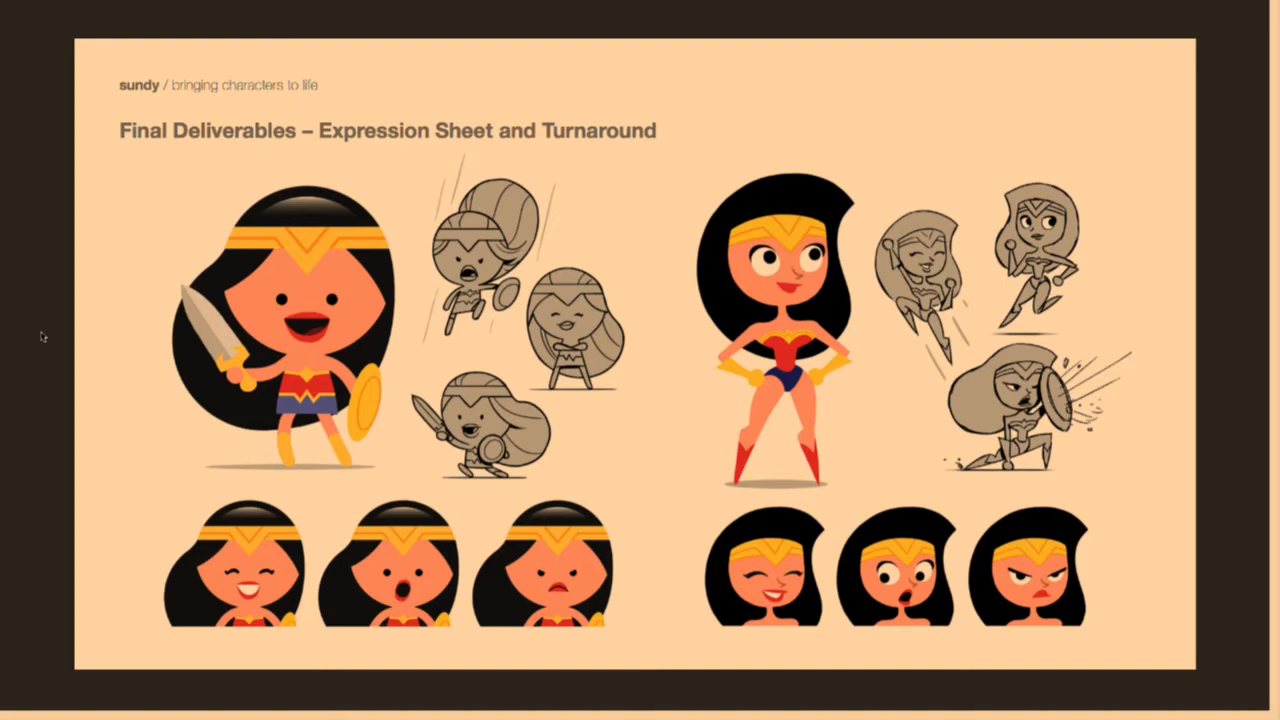 sundy / bringing characters to life
Final Deliverables – Expression Sheet and Turnaround